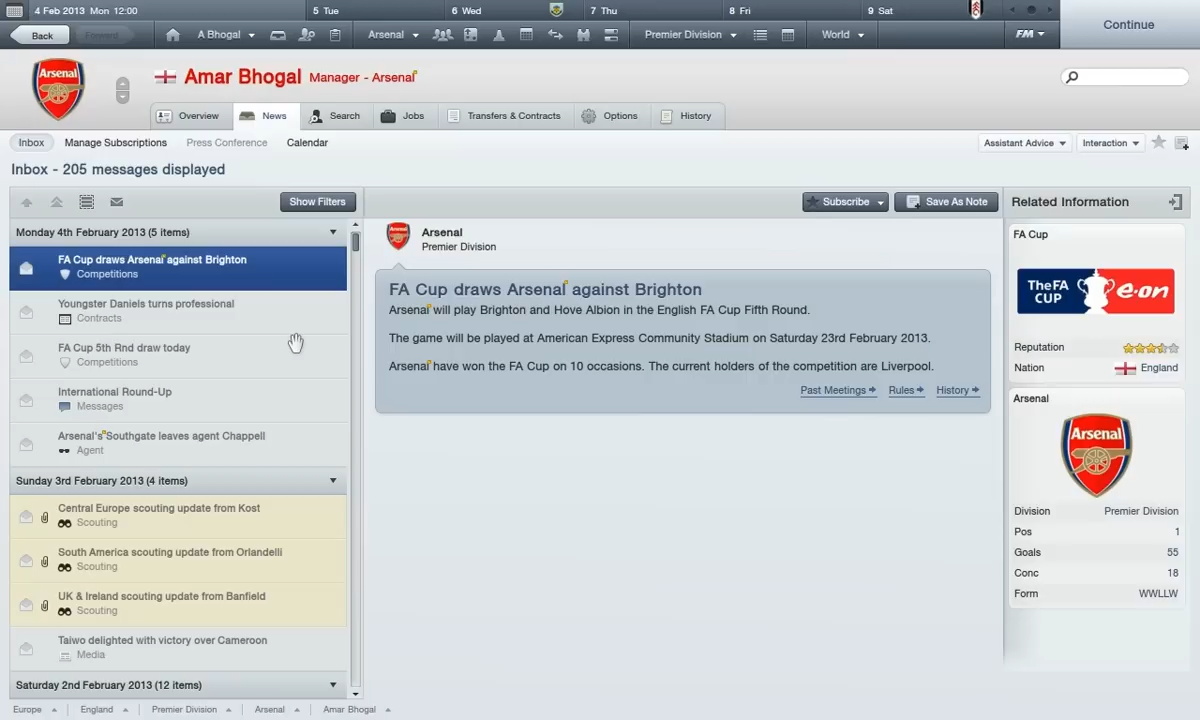 4 Feb 2013 Mon 12:00
5 Tue
6 Wed
7 Thu
8 Fri
9 Sat
Continue
Back
Forward
A Bhogal
Arsenal
Premier Division
World
FM
Arsenal
Amar Bhogal Manager - Arsenal
Overview
News
Search
Jobs
Transfers & Contracts
Options
History
Inbox
Manage Subscriptions
Press Conference
Calendar
Assistant Advice
Interaction
Inbox - 205 messages displayed
Show Filters
Monday 4th February 2013 (5 items)
FA Cup draws Arsenal against Brighton
Competitions
Youngster Daniels turns professional
Contracts
FA Cup 5th Rnd draw today
Competitions
International Round-Up
Messages
Arsenal's Southgate leaves agent Chappell
Agent
Sunday 3rd February 2013 (4 items)
Central Europe scouting update from Kost
Scouting
South America scouting update from Orlandelli
Scouting
UK & Ireland scouting update from Banfield
Scouting
Taiwo delighted with victory over Cameroon
Media
Saturday 2nd February 2013 (12 items)
Subscribe
Save As Note
Arsenal
Premier Division
FA Cup draws Arsenal against Brighton
Arsenal will play Brighton and Hove Albion in the English FA Cup Fifth Round.
The game will be played at American Express Community Stadium on Saturday 23rd February 2013.
Arsenal have won the FA Cup on 10 occasions. The current holders of the competition are Liverpool.
Past Meetings
Rules
History
Related Information
FA Cup
The FA CUP e·on
Reputation
Nation England
Arsenal
Arsenal
Division Premier Division
Pos 1
Goals 55
Conc 18
Form WWLLW
Europe
England
Premier Division
Arsenal
Amar Bhogal